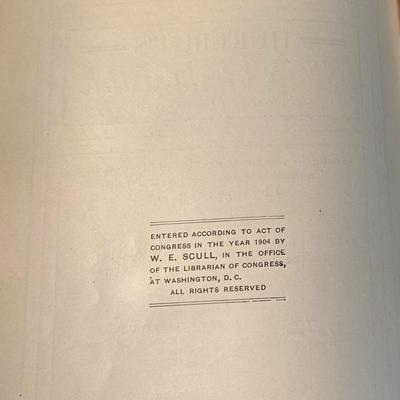 ENTERED ACCORDING TO ACT OF
CONGRESS IN THE YEAR 1904 BY
W. E. SCULL, IN THE OFFICE
OF THE LIBRARIAN OF CONGRESS,
AT WASHINGTON, D. C.
ALL RIGHTS RESERVED